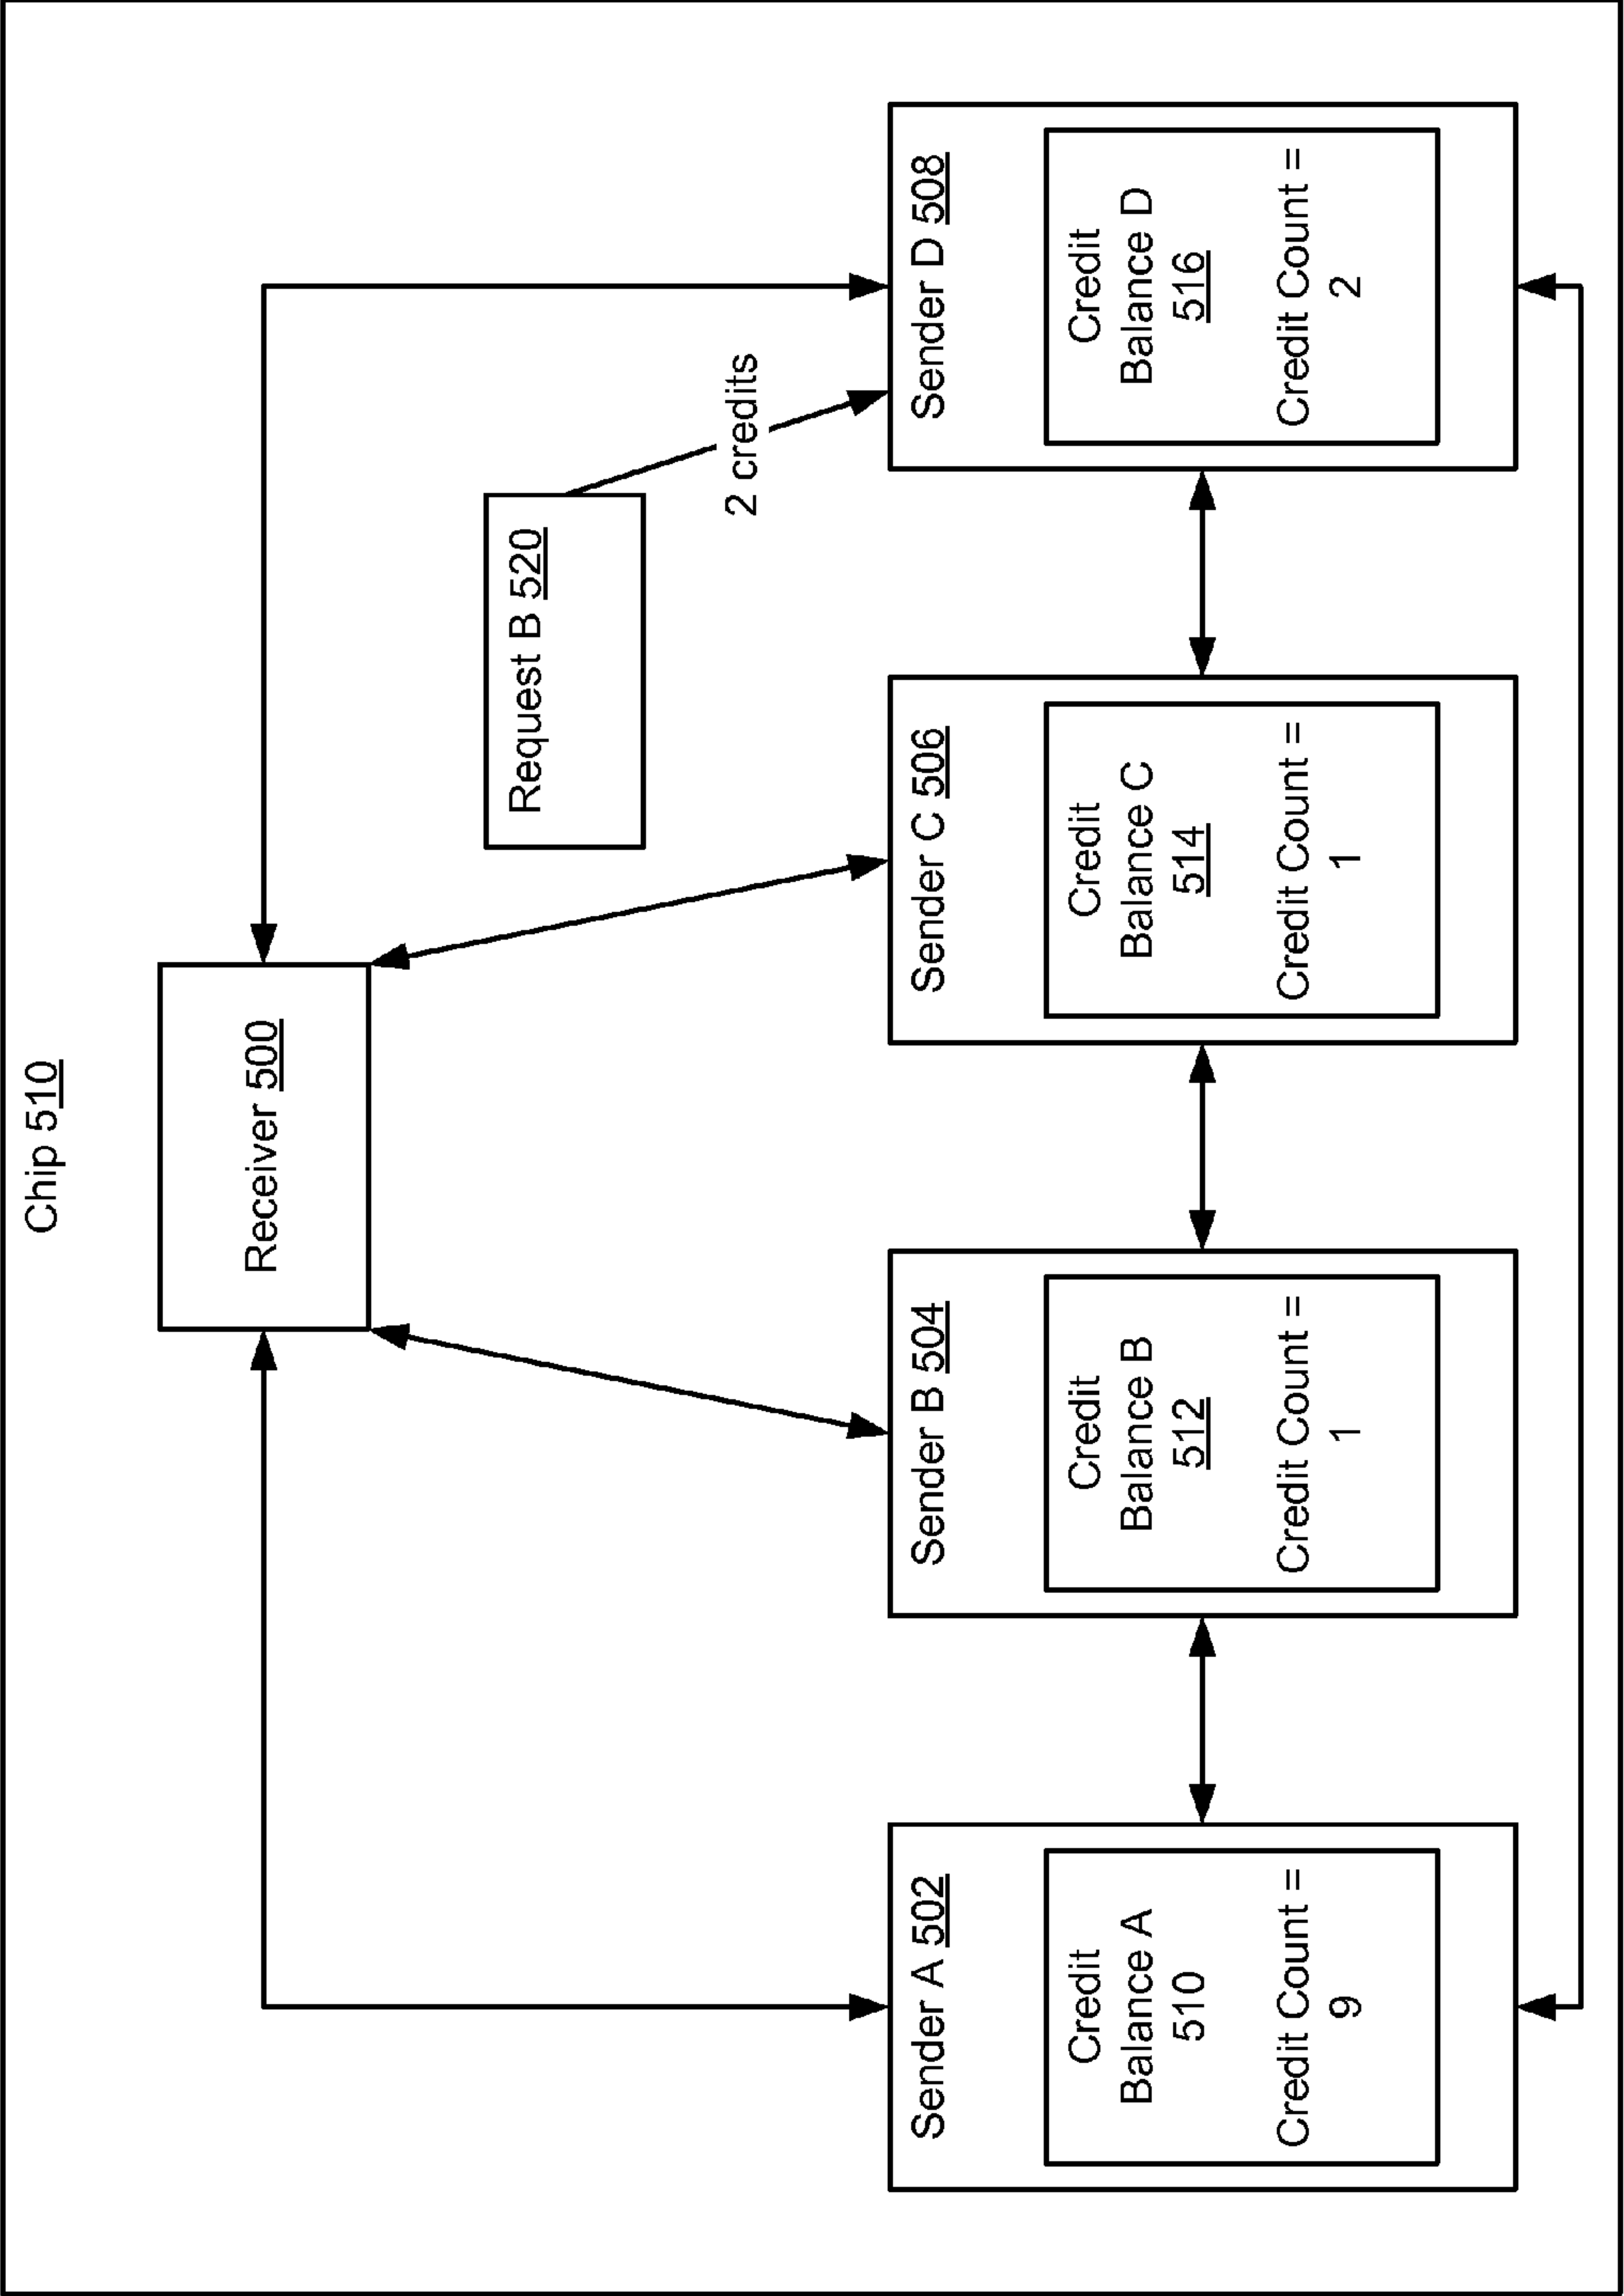 Chip 510
Receiver 500
Request B 520
2 credits
Sender A 502
Credit
Balance A
510
Credit Count =
9
Sender B 504
Credit
Balance B
512
Credit Count =
1
Sender C 506
Credit
Balance C
514
Credit Count =
1
Sender D 508
Credit
Balance D
516
Credit Count =
2